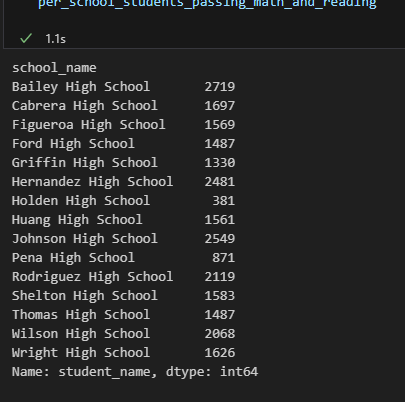 per_school_students_passing_math_and_reading
1.1s
school_name
Bailey High School 2719
Cabrera High School 1697
Figueroa High School 1569
Ford High School 1487
Griffin High School 1330
Hernandez High School 2481
Holden High School 381
Huang High School 1561
Johnson High School 2549
Pena High School 871
Rodriguez High School 2119
Shelton High School 1583
Thomas High School 1487
Wilson High School 2068
Wright High School 1626
Name: student_name, dtype: int64